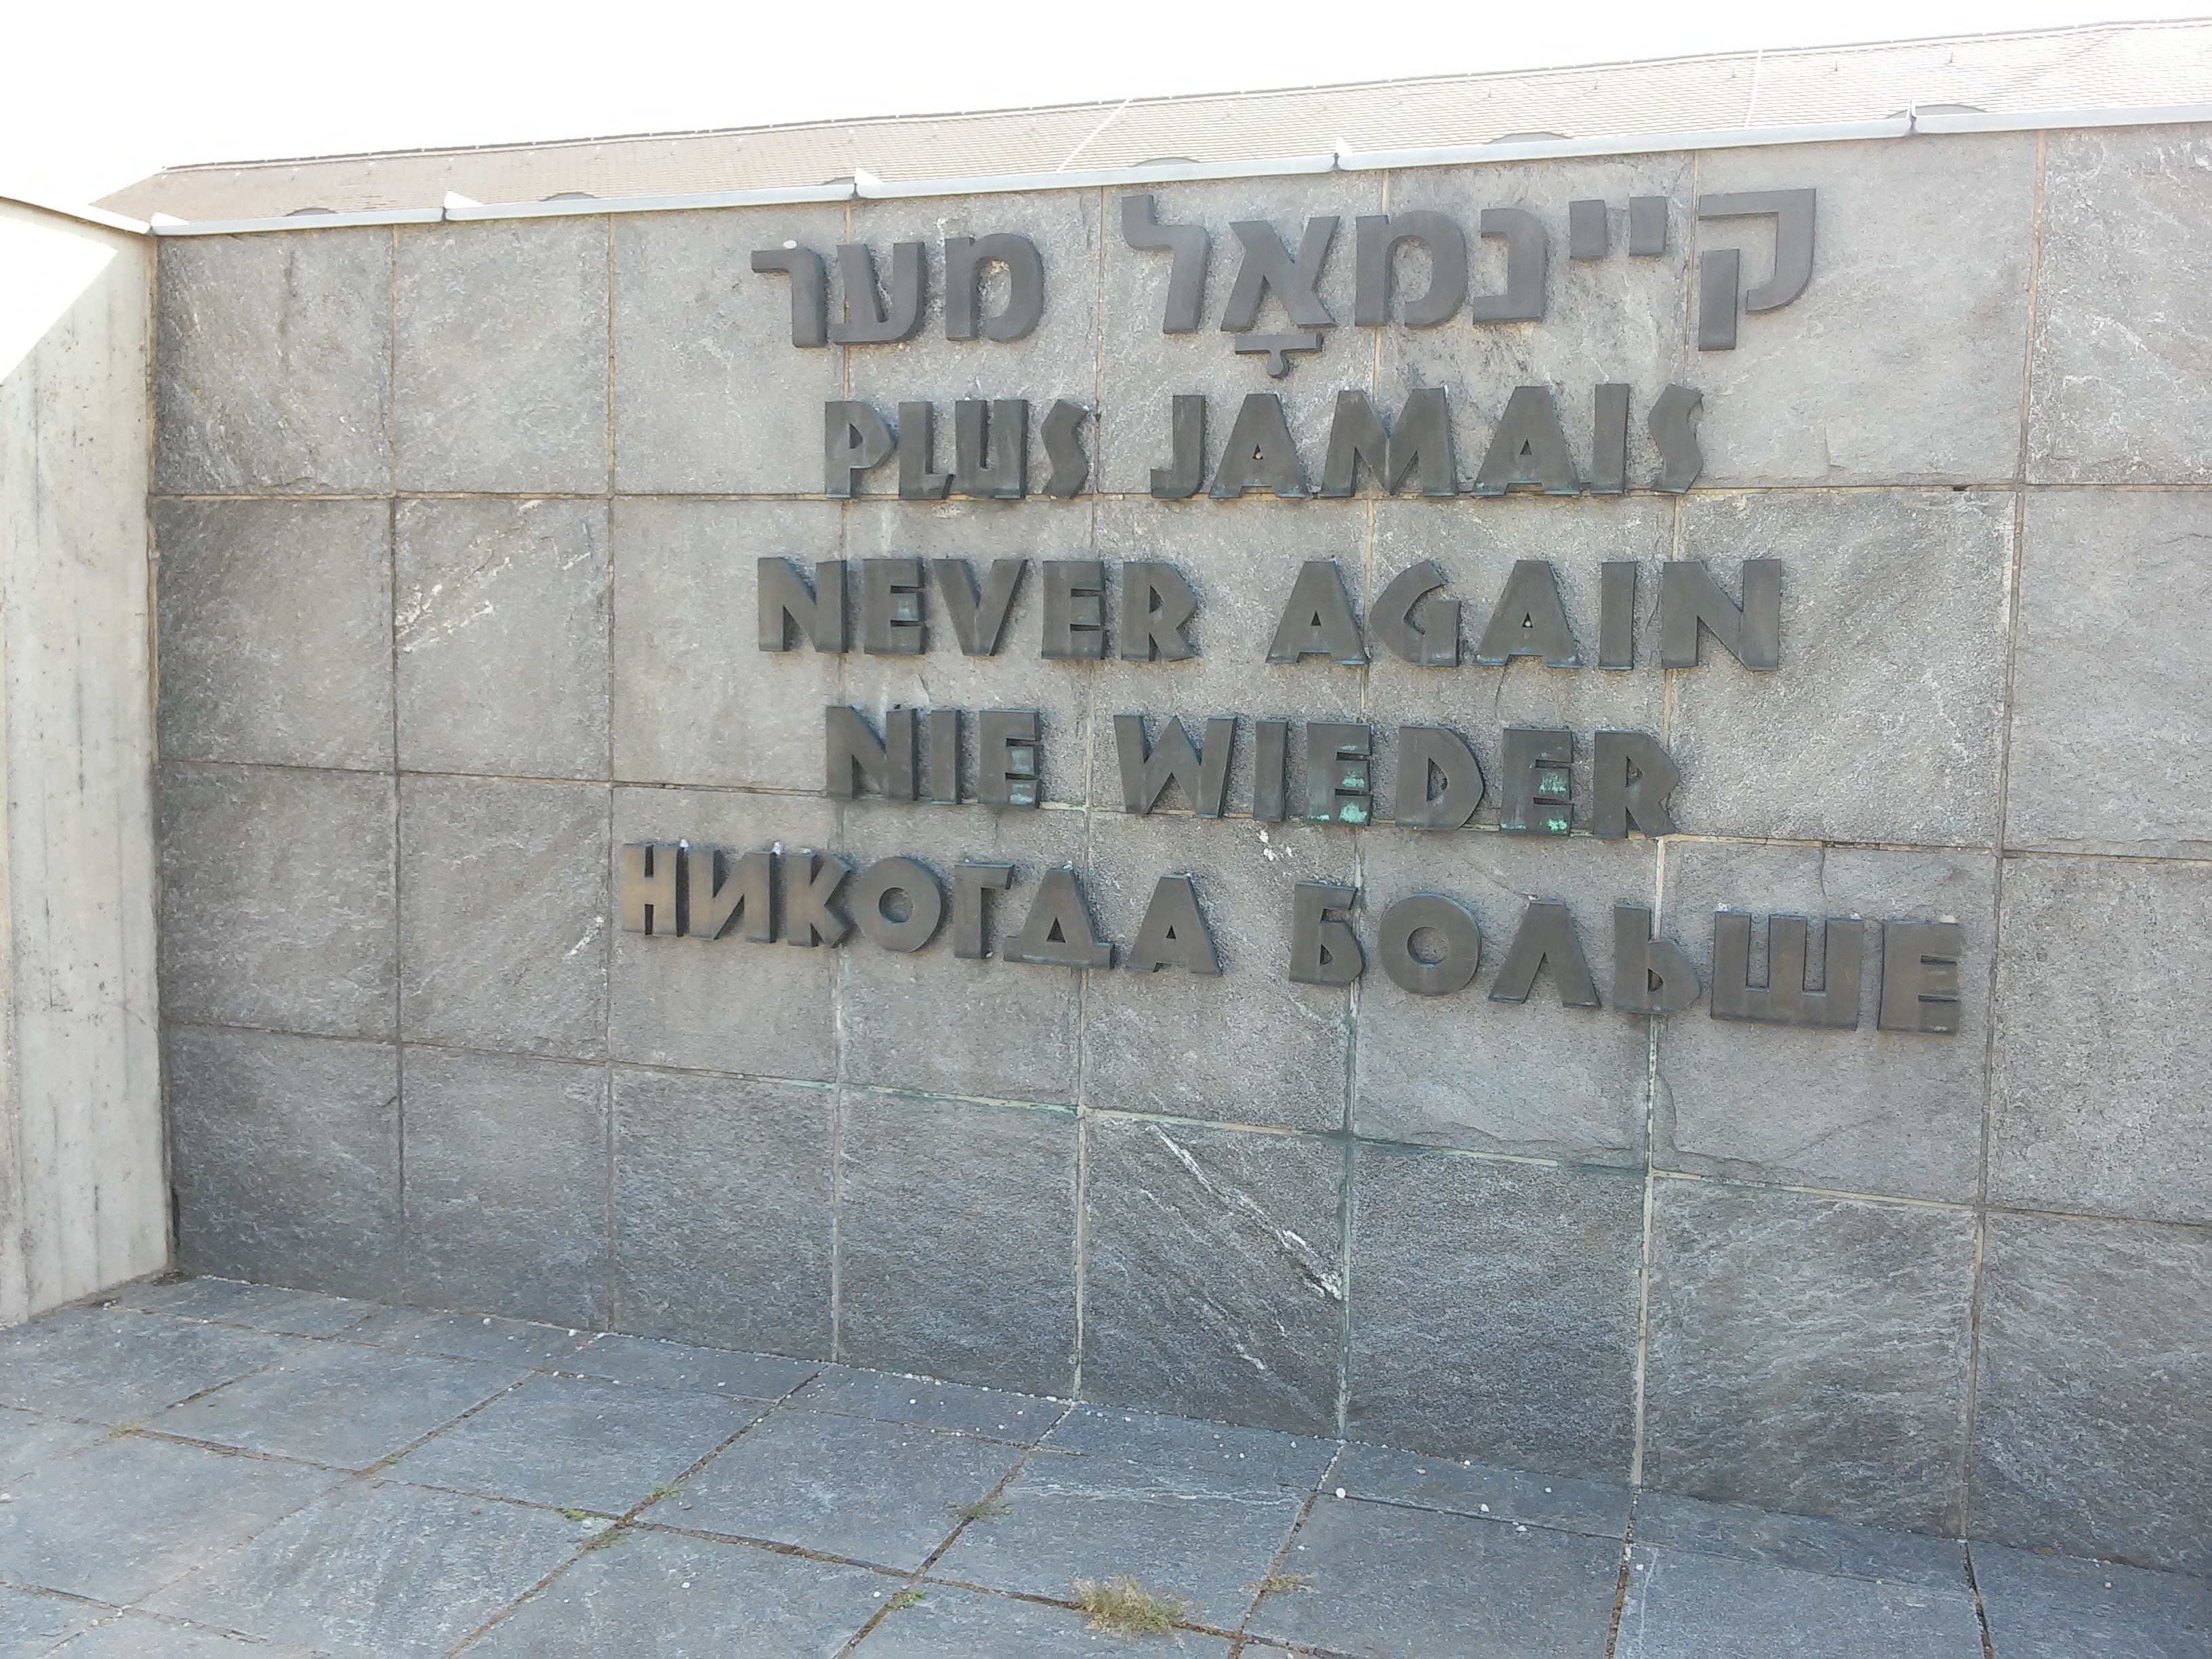 קיינמאָל מער
PLUS JAMAIS
NEVER AGAIN
NIE WIEDER
НИКОГДА БОЛЬШЕ